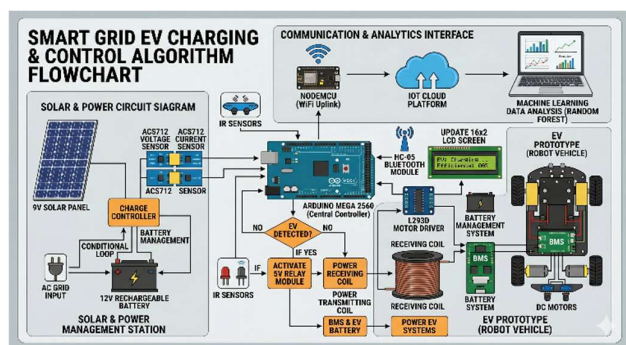 SMART GRID EV CHARGING
& CONTROL ALGORITHM
FLOWCHART
COMMUNICATION & ANALYTICS INTERFACE
NODEMCU
(WiFi Uplink)
IOT CLOUD
PLATFORM
MACHINE LEARNING
DATA ANALYSIS (RANDOM
FOREST)
SOLAR & POWER CIRCUIT SIAGRAM
ACS712
VOLTAGE
SENSOR
ACS712
CURRENT
SENSOR
ACS712
SENSOR
9V SOLAR PANEL
CHARGE
CONTROLLER
CONDITIONAL
LOOP
BATTERY
MANAGEMENT
AC GRID
INPUT
12V RECHARGEABLE
BATTERY
SOLAR & POWER
MANAGEMENT STATION
IR SENSORS
HC-05
BLUETOOTH
MODULE
UPDATE 16x2
LCD SCREEN
EV PROTOTYPE
(ROBOT VEHICLE)
ARDUINO MEGA 2560
(Central Controller)
NO
EV
DETECTED?
NO
IF YES
L293D
MOTOR DRIVER
BATTERY
MANAGEMENT
SYSTEM
IR SENSORS
IF
ACTIVATE
5V RELAY
MODULE
POWER
RECEIVING
COIL
POWER
TRANSMITTING
COIL
RECEIVING COIL
RECEIVING COIL
BMS
BATTERY
SYSTEM
BMS
DC MOTORS
BMS & EV
BATTERY
POWER EV
SYSTEMS
EV PROTOTYPE
(ROBOT VEHICLE)